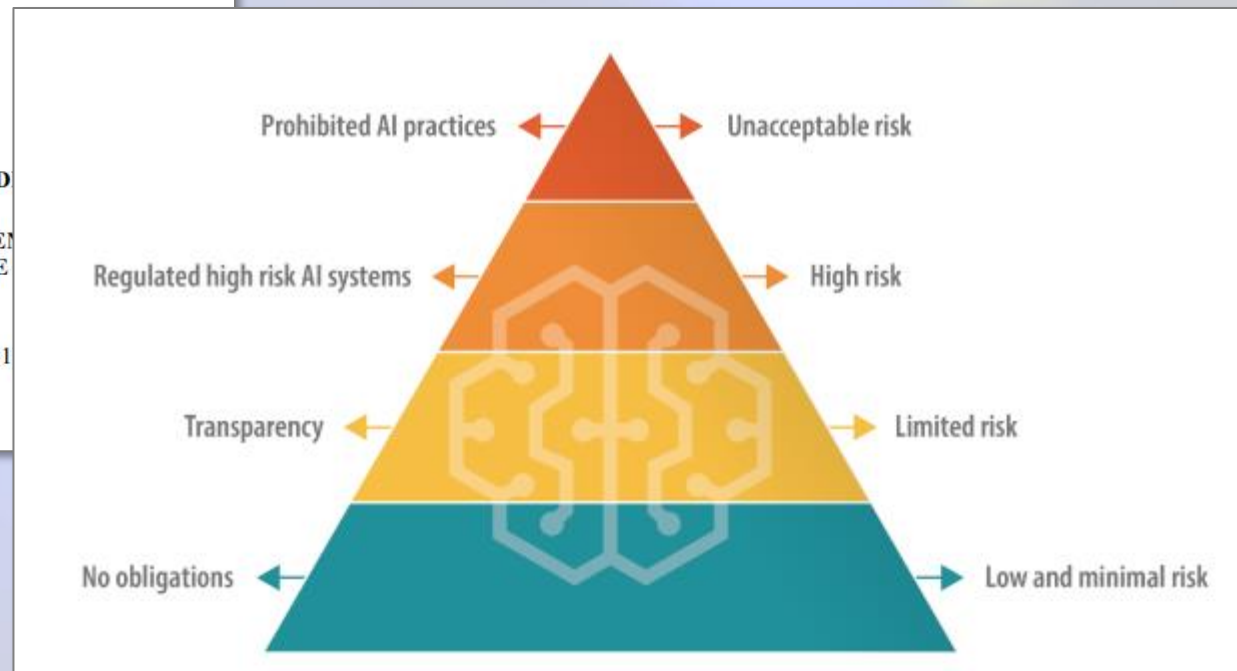 Prohibited AI practices
Unacceptable risk
Regulated high risk AI systems
High risk
Transparency
Limited risk
No obligations
Low and minimal risk